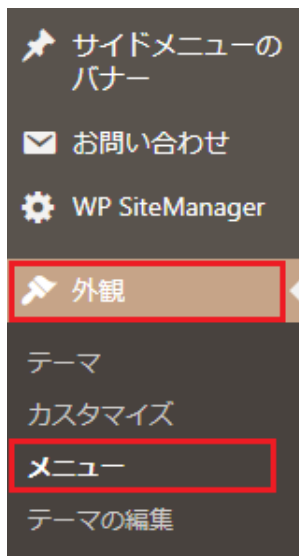 サイドメニューの
バナー
お問い合わせ
WP SiteManager
外観
テーマ
カスタマイズ
メニュー
テーマの編集